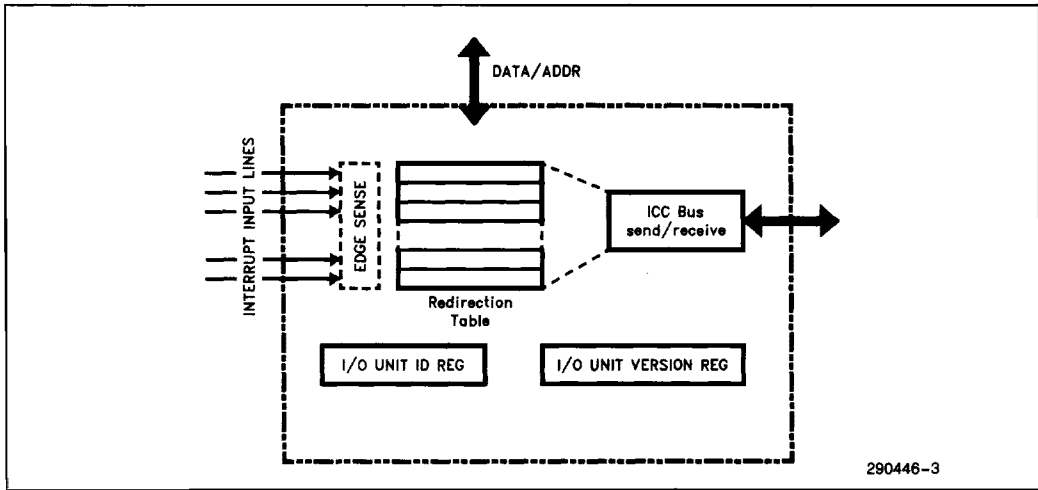 DATA/ADDR
INTERRUPT INPUT LINES
EDGE SENSE
ICC Bus
send/receive
Redirection
Table
I/O UNIT ID REG
I/O UNIT VERSION REG
290446-3